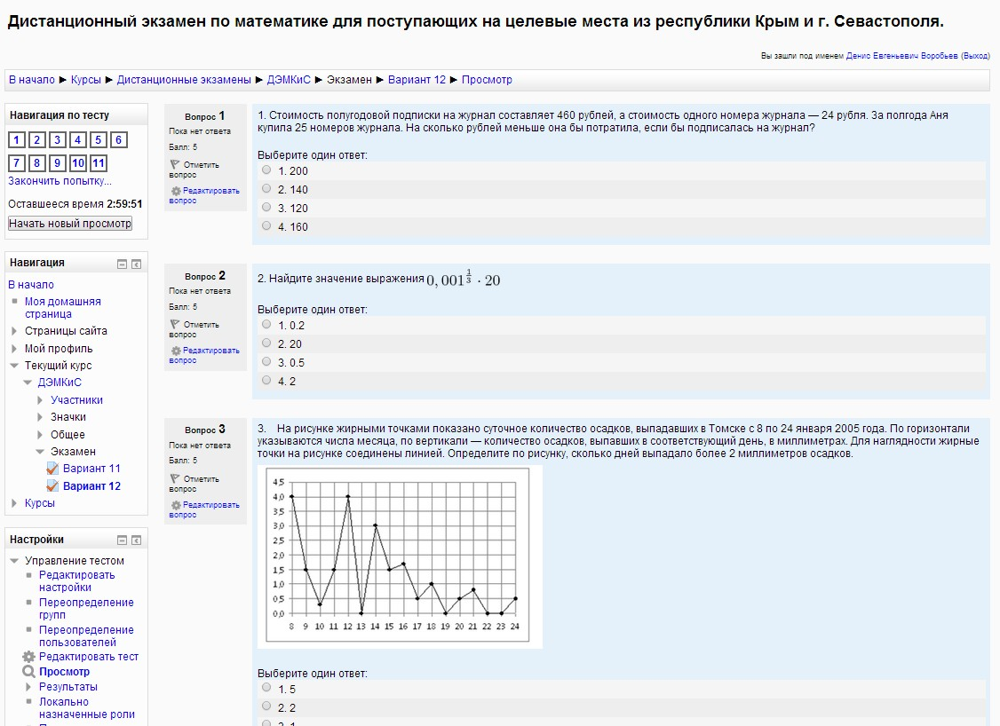 Дистанционный экзамен по математике для поступающих на целевые места из республики Крым и г. Севастополя.
Вы зашли под именем Денис Евгеньевич Воробьев (Выход)
В начало ► Курсы ► Дистанционные экзамены ► ДЭМКиС ► Экзамен ► Вариант 12 ► Просмотр
Навигация по тесту
1 2 3 4 5 6
7 8 9 10 11
Закончить попытку...
Оставшееся время 2:59:51
Начать новый просмотр
Навигация
В начало
Моя домашняя
страница
Страницы сайта
Мой профиль
Текущий курс
ДЭМКиС
Участники
Значки
Общее
Экзамен
Вариант 11
Вариант 12
Курсы
Настройки
Управление тестом
Редактировать
настройки
Переопределение
групп
Переопределение
пользователей
Редактировать тест
Просмотр
Результаты
Локально
назначенные роли
Вопрос 1
Пока нет ответа
Балл: 5
Отметить
вопрос
Редактировать
вопрос
1. Стоимость полугодовой подписки на журнал составляет 460 рублей, а стоимость одного номера журнала — 24 рубля. За полгода Аня
купила 25 номеров журнала. На сколько рублей меньше она бы потратила, если бы подписалась на журнал?
Выберите один ответ:
1. 200
2. 140
3. 120
4. 160
Вопрос 2
Пока нет ответа
Балл: 5
Отметить
вопрос
Редактировать
вопрос
2. Найдите значение выражения 0,001^{1/3} · 20
Выберите один ответ:
1. 0.2
2. 20
3. 0.5
4. 2
Вопрос 3
Пока нет ответа
Балл: 5
Отметить
вопрос
Редактировать
вопрос
3. На рисунке жирными точками показано суточное количество осадков, выпадавших в Томске с 8 по 24 января 2005 года. По горизонтали
указываются числа месяца, по вертикали — количество осадков, выпавших в соответствующий день, в миллиметрах. Для наглядности жирные
точки на рисунке соединены линией. Определите по рисунку, сколько дней выпадало более 2 миллиметров осадков.
4,5
4,0
3,5
3,0
2,5
2,0
1,5
1,0
0,5
0,0
8 9 10 11 12 13 14 15 16 17 18 19 20 21 22 23 24
Выберите один ответ:
1. 5
2. 2